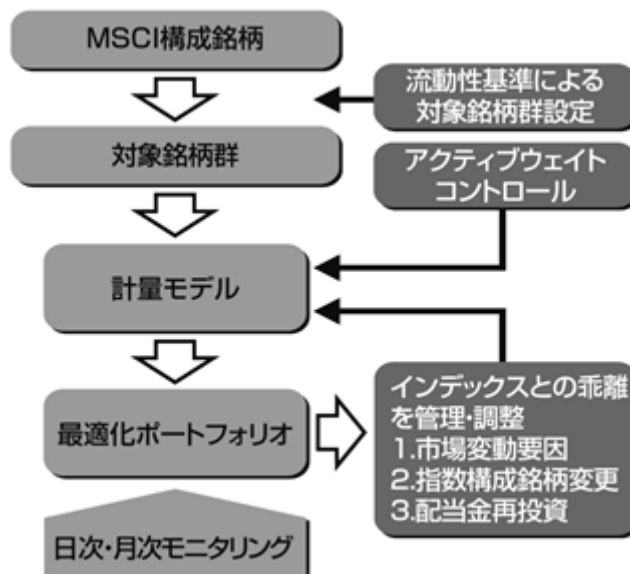 MSCI構成銘柄
流動性基準による
対象銘柄群設定
対象銘柄群
アクティブウェイト
コントロール
計量モデル
最適化ポートフォリオ
インデックスとの乖離
を管理・調整
1.市場変動要因
2.指数構成銘柄変更
3.配当金再投資
日次・月次モニタリング